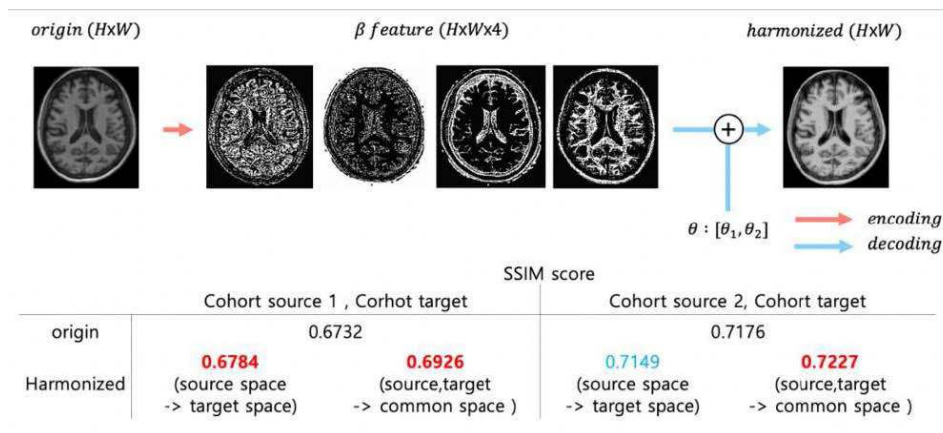 origin (HxW)
β feature (HxWx4)
harmonized (HxW)
+
θ : [θ₁, θ₂]
encoding
decoding
SSIM score
Cohort source 1 , Corhot target
Cohort source 2, Cohort target
origin
0.6732
0.7176
Harmonized
0.6784
(source space
-> target space)
0.6926
(source,target
-> common space )
0.7149
(source space
-> target space)
0.7227
(source,target
-> common space )